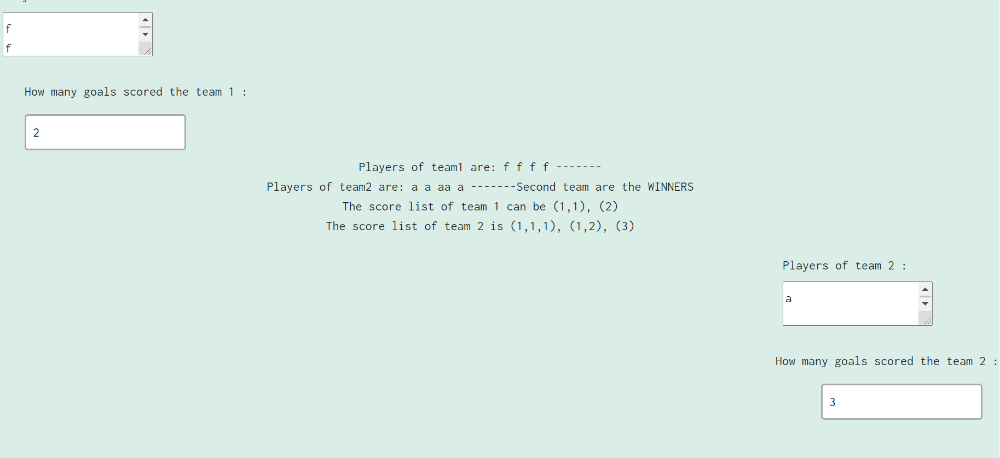 f
f
How many goals scored the team 1 :
2
Players of team1 are: f f f f -------
Players of team2 are: a a aa a -------Second team are the WINNERS
The score list of team 1 can be (1,1), (2)
The score list of team 2 is (1,1,1), (1,2), (3)
Players of team 2 :
a
How many goals scored the team 2 :
3